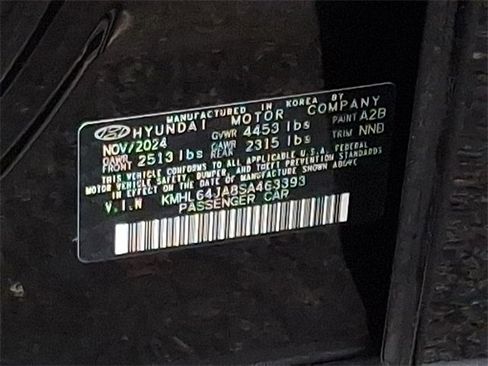 MANUFACTURED IN KOREA BY
HYUNDAI MOTOR COMPANY
NOV/2024 GVWR 4453 lbs PAINT A2B
GAWR FRONT 2513 lbs GAWR REAR 2315 lbs TRIM NNB
THIS VEHICLE CONFORMS TO ALL APPLICABLE U.S.A. FEDERAL
MOTOR VEHICLE SAFETY, BUMPER, AND THEFT PREVENTION STANDARDS
IN EFFECT ON THE DATE OF MANUFACTURE SHOWN ABOVE.
V.I.N KMHL64JA8SA463393
PASSENGER CAR